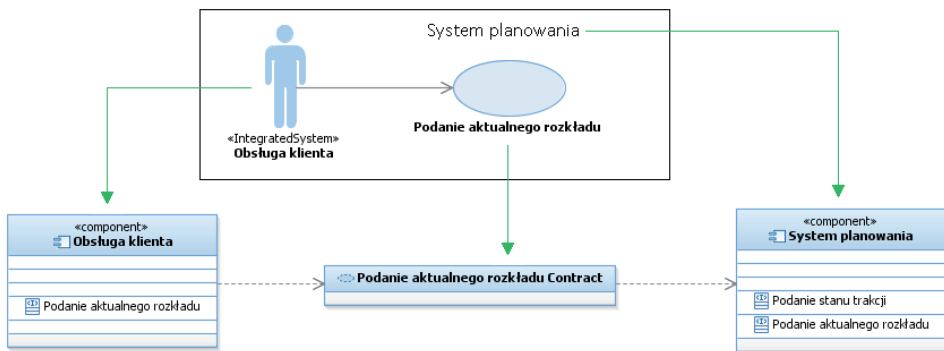 System planowania
Podanie aktualnego rozkładu
«IntegratedSystem»
Obsługa klienta
«component»
Obsługa klienta
Podanie aktualnego rozkładu
Podanie aktualnego rozkładu Contract
«component»
System planowania
Podanie stanu trakcji
Podanie aktualnego rozkładu